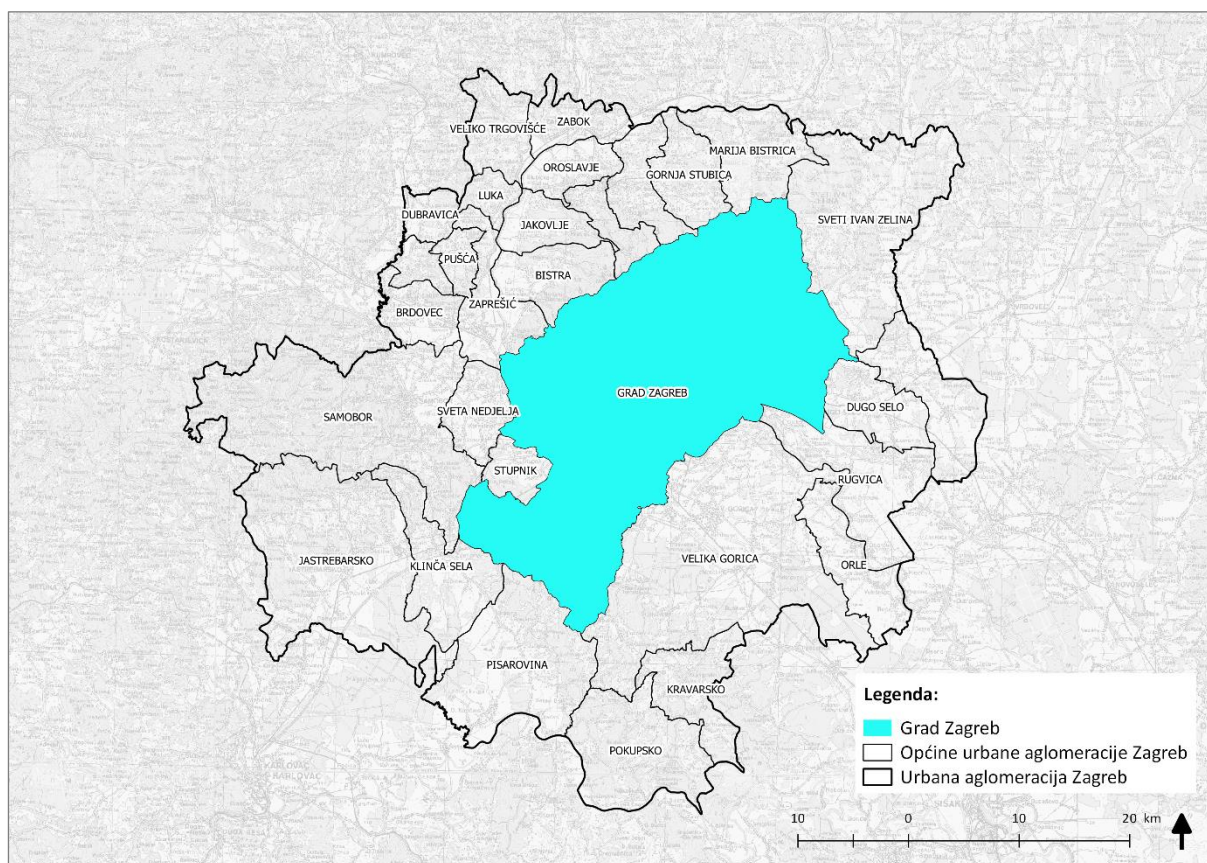 ZABOK
VELIKO TRGOVIŠĆE
MARIJA BISTRICA
OROSLAVJE
GORNJA STUBICA
LUKA
DUBRAVICA
SVETI IVAN ZELINA
JAKOVLJE
PUŠĆA
BISTRA
ZAPREŠIĆ
BRDOVEC
GRAD ZAGREB
DUGO SELO
SVETA NEDJELJA
SAMOBOR
STUPNIK
RUGVICA
VELIKA GORICA
JASTREBARSKO
KLINČA SELA
ORLE
PISAROVINA
KRAVARSKO
POKUPSKO
KARLOVAC
Legenda:
Grad Zagreb
Općine urbane aglomeracije Zagreb
Urbana aglomeracija Zagreb
10 0 10 20 km